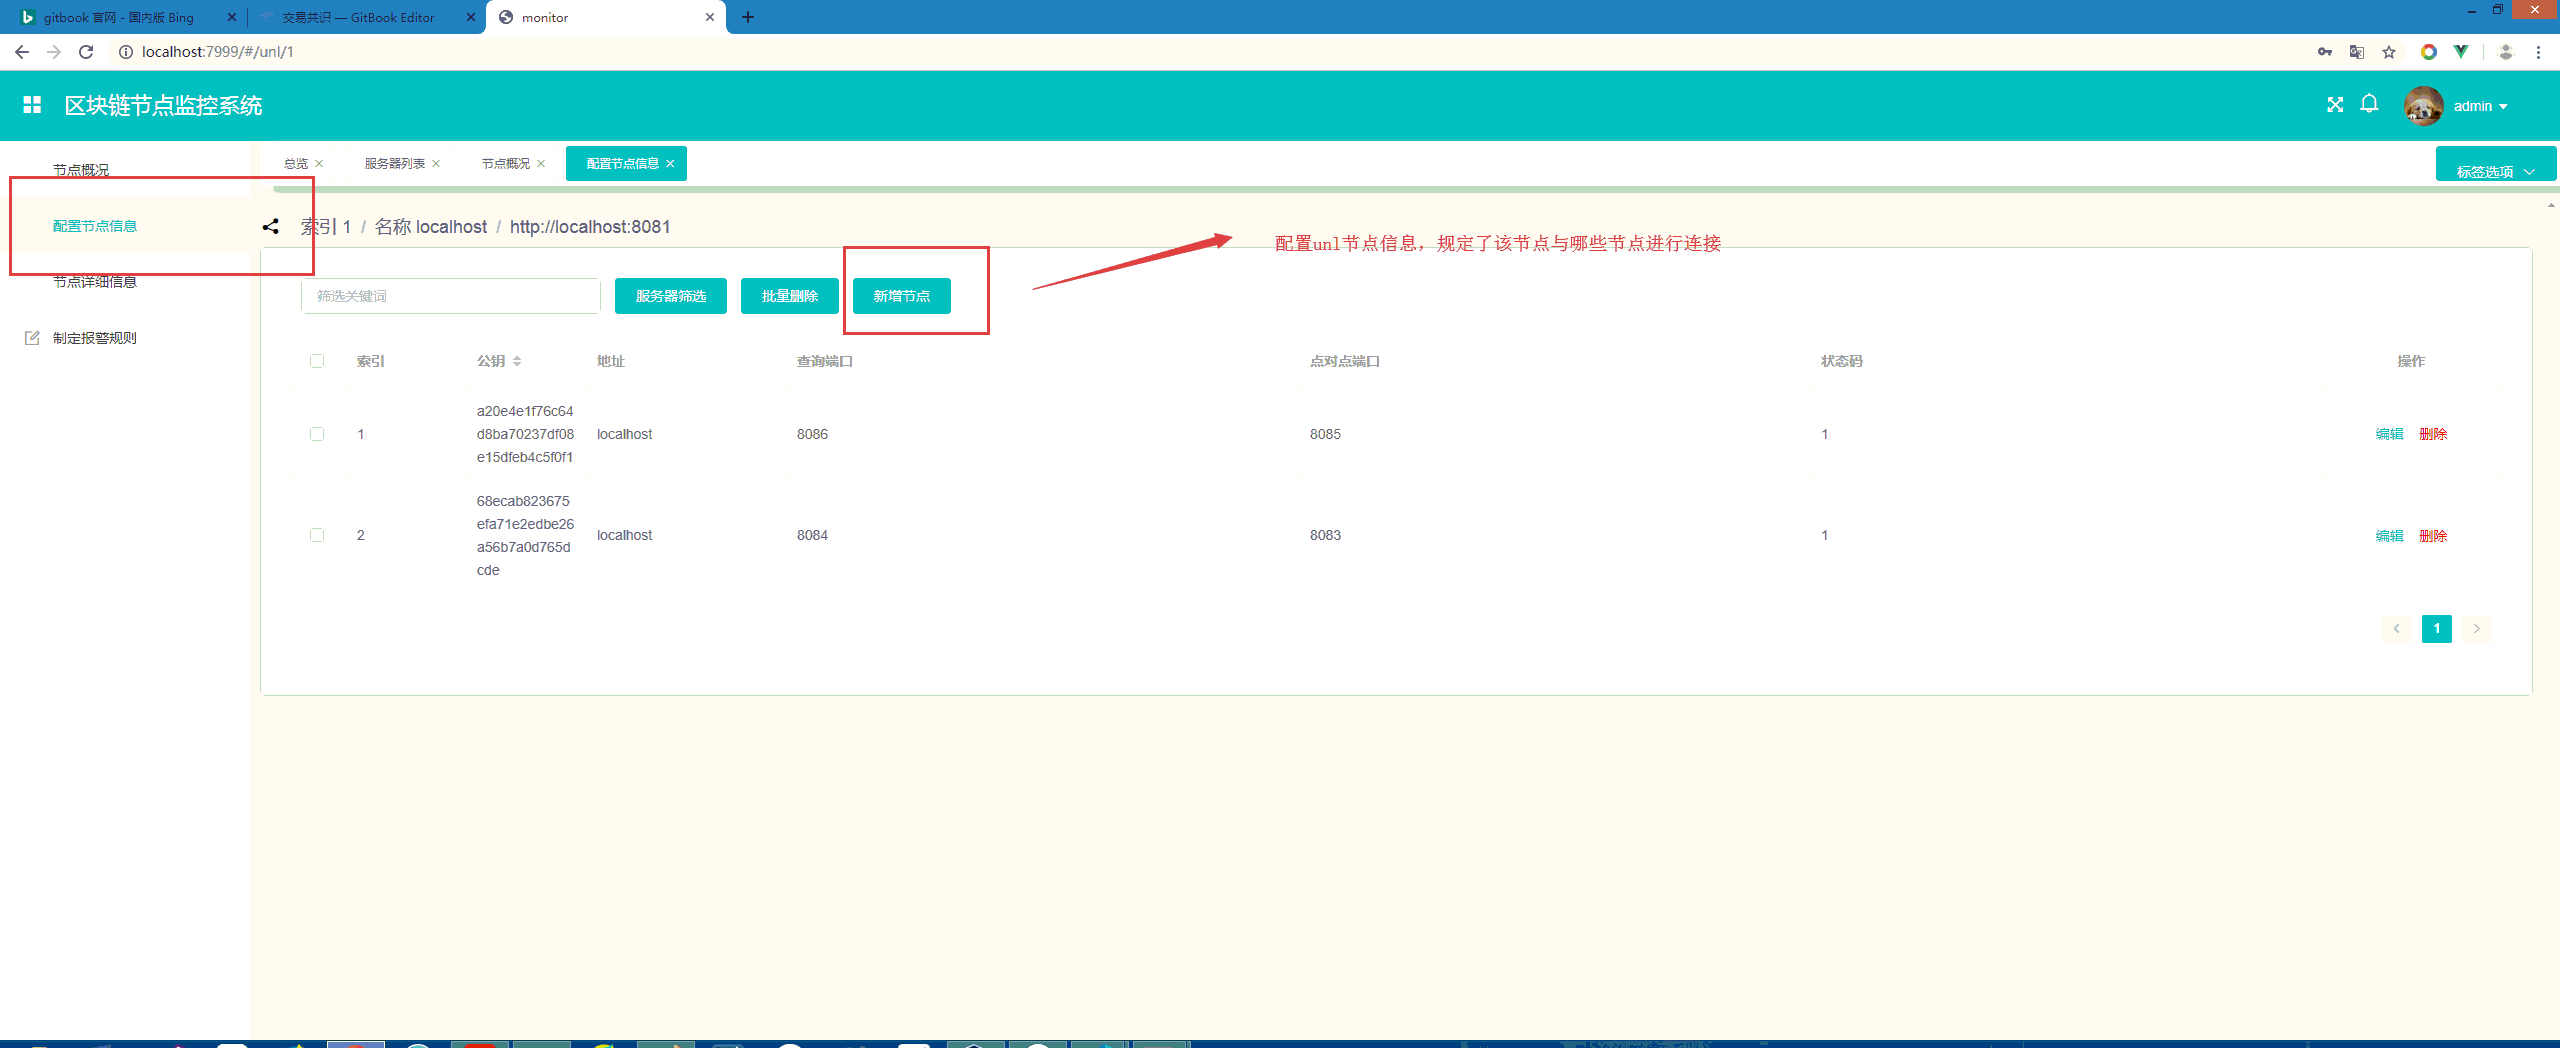 gitbook 官网 - 国内版 Bing
交易共识 — GitBook Editor
monitor
localhost:7999/#/unl/1
区块链节点监控系统
admin
节点概况
配置节点信息
节点详细信息
制定报警规则
总览
服务器列表
节点概况
配置节点信息
标签选项
索引 1 / 名称 localhost / http://localhost:8081
配置unl节点信息，规定了该节点与哪些节点进行连接
筛选关键词
服务器筛选
批量删除
新增节点
索引 公钥 地址 查询端口 点对点端口 状态码 操作
a20e4e1f76c64
1 d8ba70237df08 localhost 8086 8085 1 编辑 删除
e15dfeb4c5f0f1
68ecab823675
efa71e2edbe26
2 localhost 8084 8083 1 编辑 删除
a56b7a0d765d
cde
1